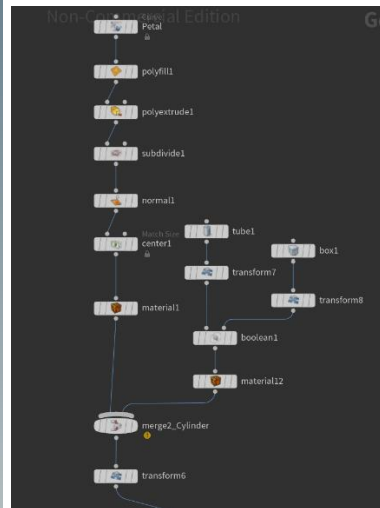 Non-Commercial Edition
Ge
Petal
polyfill1
polyextrude1
subdivide1
normal1
Match Size
center1
tube1
box1
transform7
transform8
material1
boolean1
material12
merge2_Cylinder
transform6